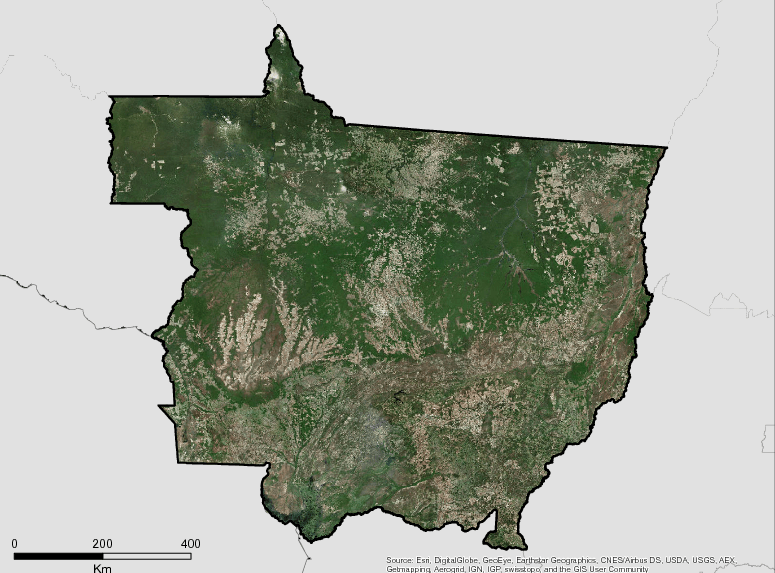 0 200 400
Km
Source: Esri, DigitalGlobe, GeoEye, Earthstar Geographics, CNES/Airbus DS, USDA, USGS, AEX,
Getmapping, Aerogrid, IGN, IGP, swisstopo, and the GIS User Community